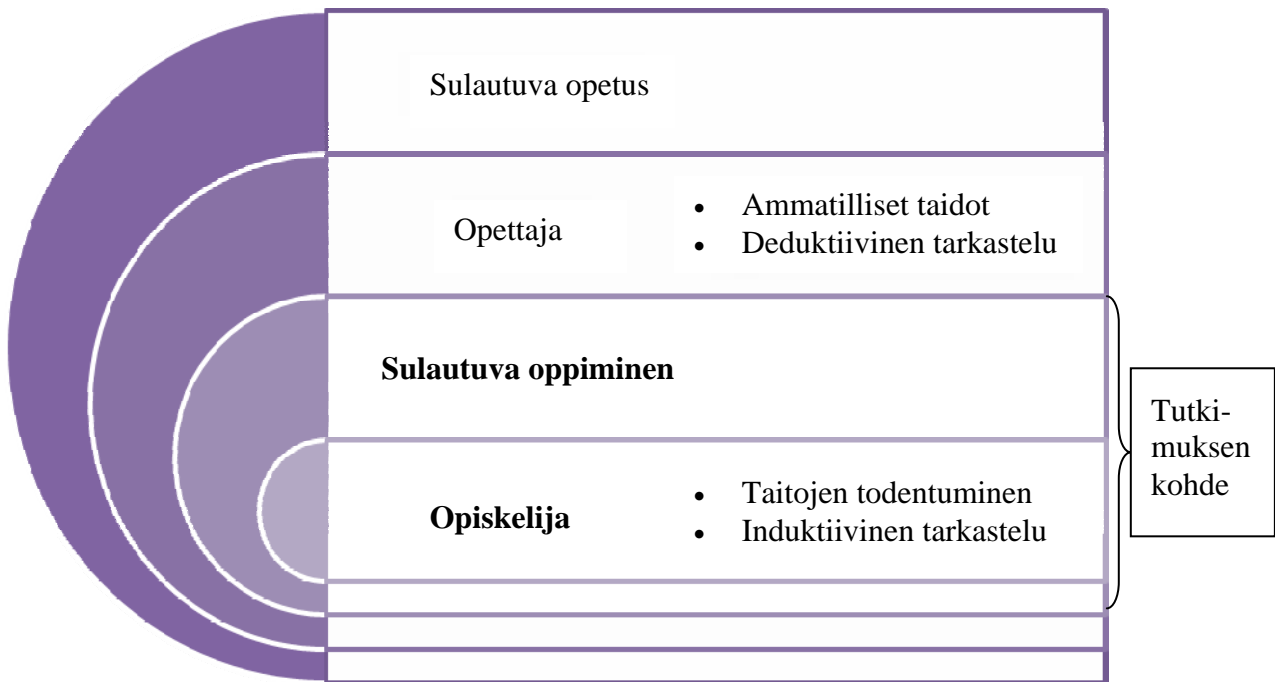 Sulautuva opetus
Opettaja
• Ammatilliset taidot
• Deduktiivinen tarkastelu
Sulautuva oppiminen
Opiskelija
• Taitojen todentuminen
• Induktiivinen tarkastelu
Tutki-
muksen
kohde